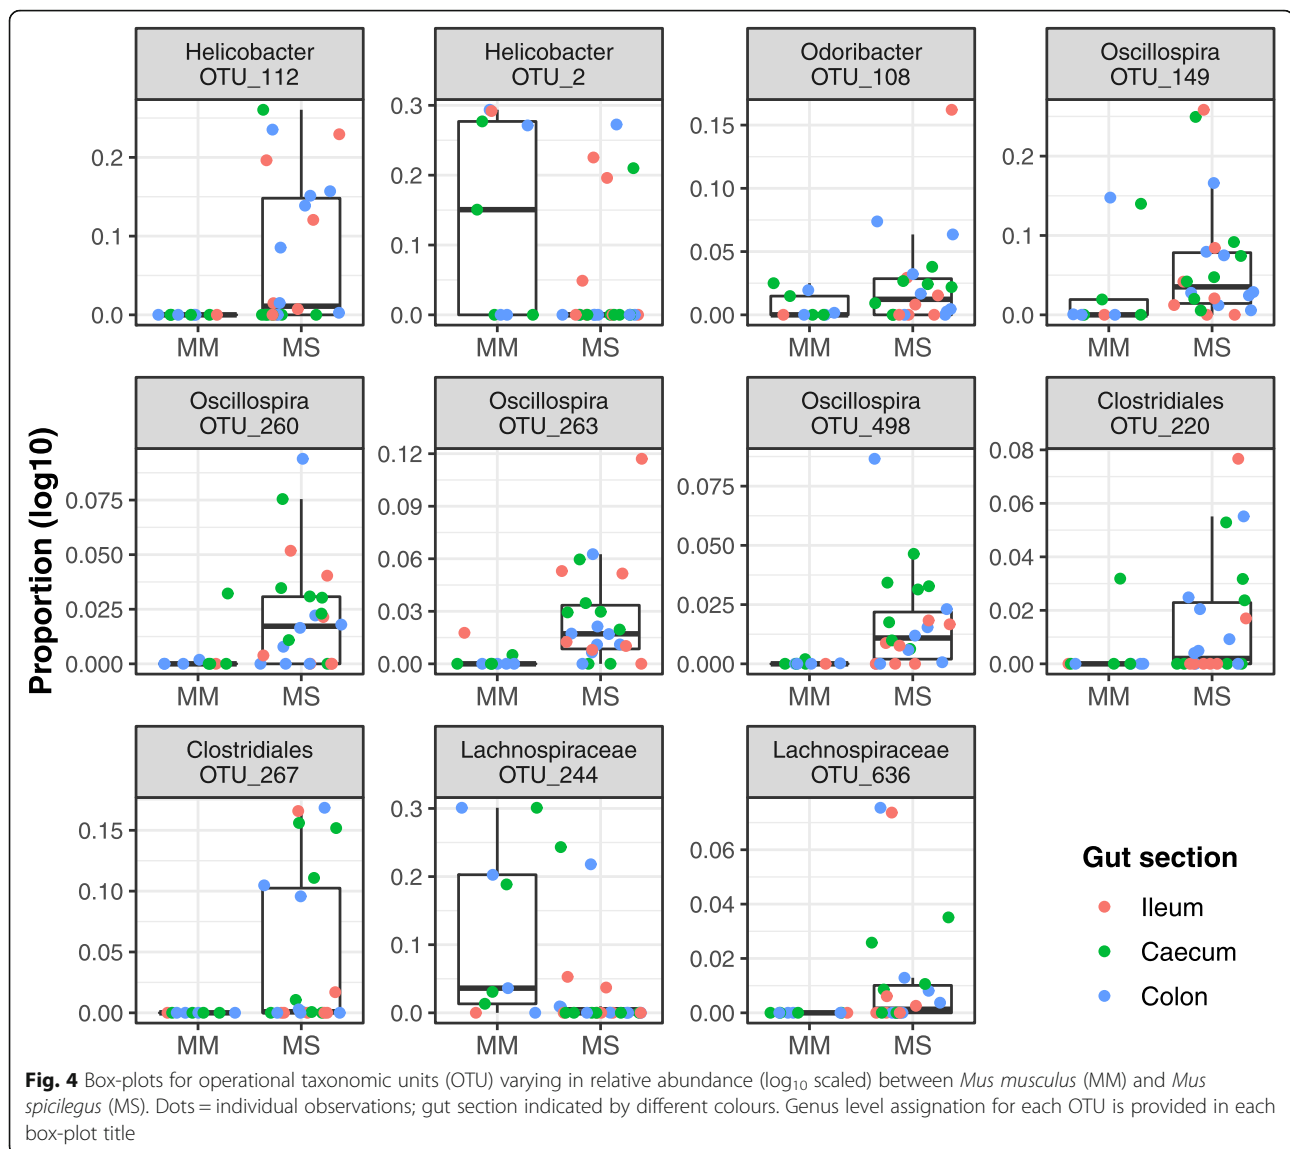 Helicobacter
OTU_112
Helicobacter
OTU_2
Odoribacter
OTU_108
Oscillospira
OTU_149
0.2
0.1
0.0
MM MS
0.3
0.2
0.1
0.0
MM MS
0.15
0.10
0.05
0.00
MM MS
0.2
0.1
0.0
MM MS
Proportion (log10)
Oscillospira
OTU_260
Oscillospira
OTU_263
Oscillospira
OTU_498
Clostridiales
OTU_220
0.075
0.050
0.025
0.000
MM MS
0.12
0.09
0.06
0.03
0.00
MM MS
0.075
0.050
0.025
0.000
MM MS
0.08
0.06
0.04
0.02
0.00
MM MS
Clostridiales
OTU_267
Lachnospiraceae
OTU_244
Lachnospiraceae
OTU_636
0.15
0.10
0.05
0.00
MM MS
0.3
0.2
0.1
0.0
MM MS
0.06
0.04
0.02
0.00
MM MS
Gut section
Ileum
Caecum
Colon
Fig. 4 Box-plots for operational taxonomic units (OTU) varying in relative abundance (log10 scaled) between Mus musculus (MM) and Mus
spicilegus (MS). Dots = individual observations; gut section indicated by different colours. Genus level assignation for each OTU is provided in each
box-plot title